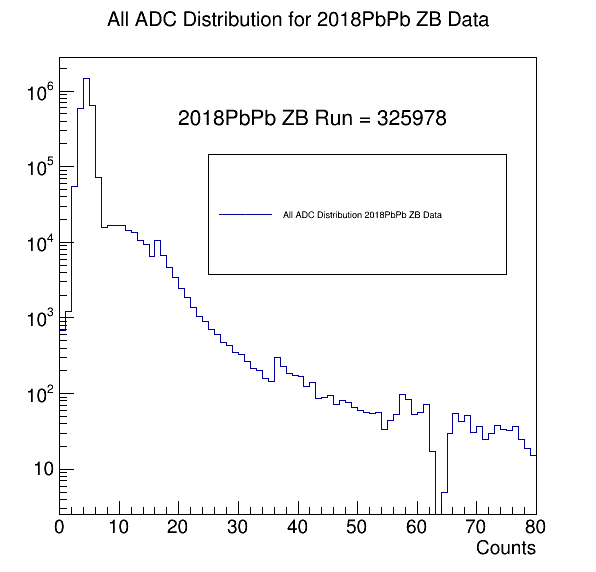 All ADC Distribution for 2018PbPb ZB Data
2018PbPb ZB Run = 325978
All ADC Distribution 2018PbPb ZB Data
10^6
10^5
10^4
10^3
10^2
10
0 10 20 30 40 50 60 70 80
Counts